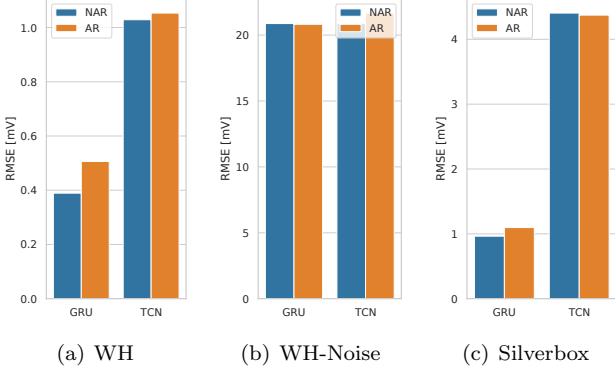 NAR
AR
RMSE [mV]
1.0
0.8
0.6
0.4
0.2
0.0
GRU
TCN
(a) WH
NAR
AR
RMSE [mV]
20
15
10
5
0
GRU
TCN
(b) WH-Noise
NAR
AR
RMSE [mV]
4
3
2
1
0
GRU
TCN
(c) Silverbox